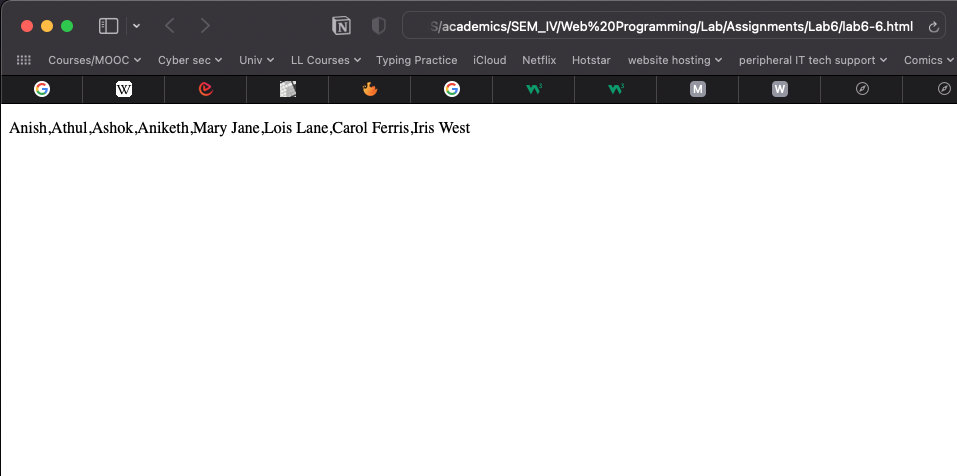 S/academics/SEM_IV/Web%20Programming/Lab/Assignments/Lab6/lab6-6.html
Courses/MOOC Cyber sec Univ LL Courses Typing Practice iCloud Netflix Hotstar website hosting peripheral IT tech support Comics
G W G W3 W3 M W
Anish,Athul,Ashok,Aniketh,Mary Jane,Lois Lane,Carol Ferris,Iris West